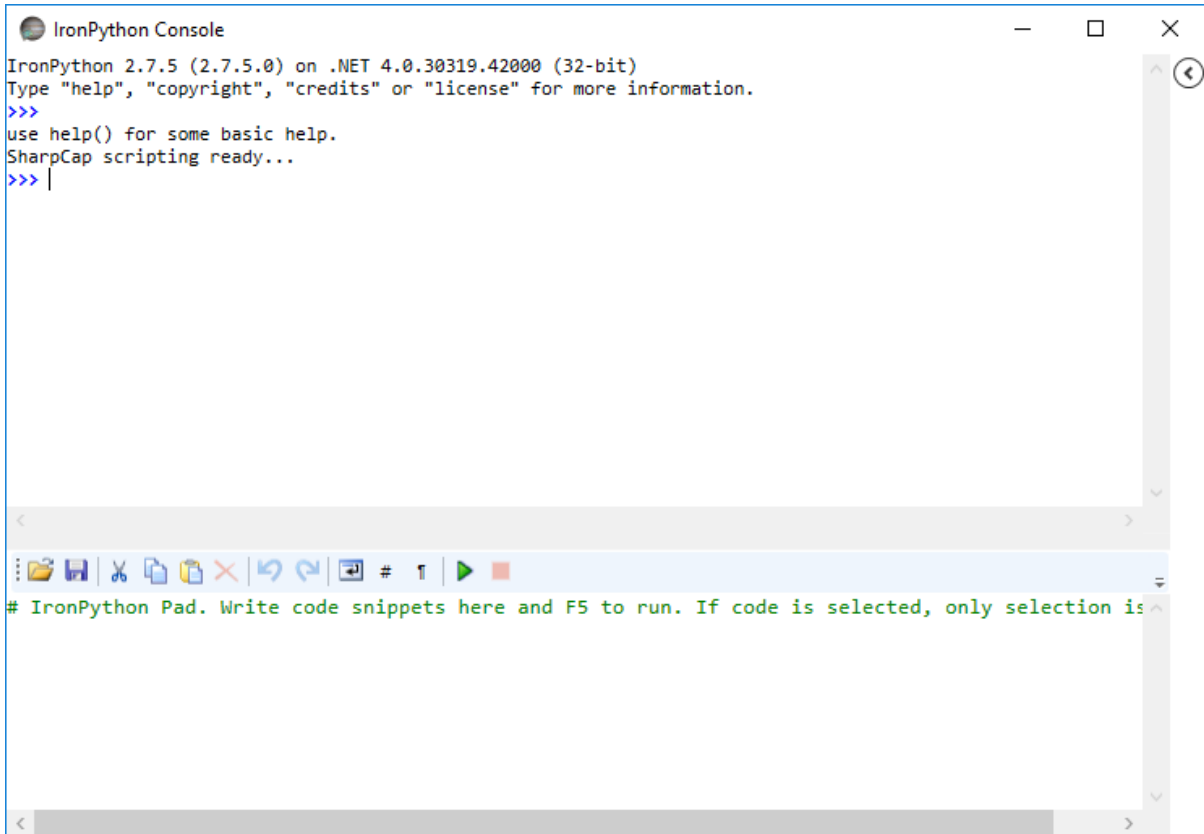 IronPython Console
IronPython 2.7.5 (2.7.5.0) on .NET 4.0.30319.42000 (32-bit)
Type "help", "copyright", "credits" or "license" for more information.
>>>
use help() for some basic help.
SharpCap scripting ready...
>>>
# ¶
# IronPython Pad. Write code snippets here and F5 to run. If code is selected, only selection is